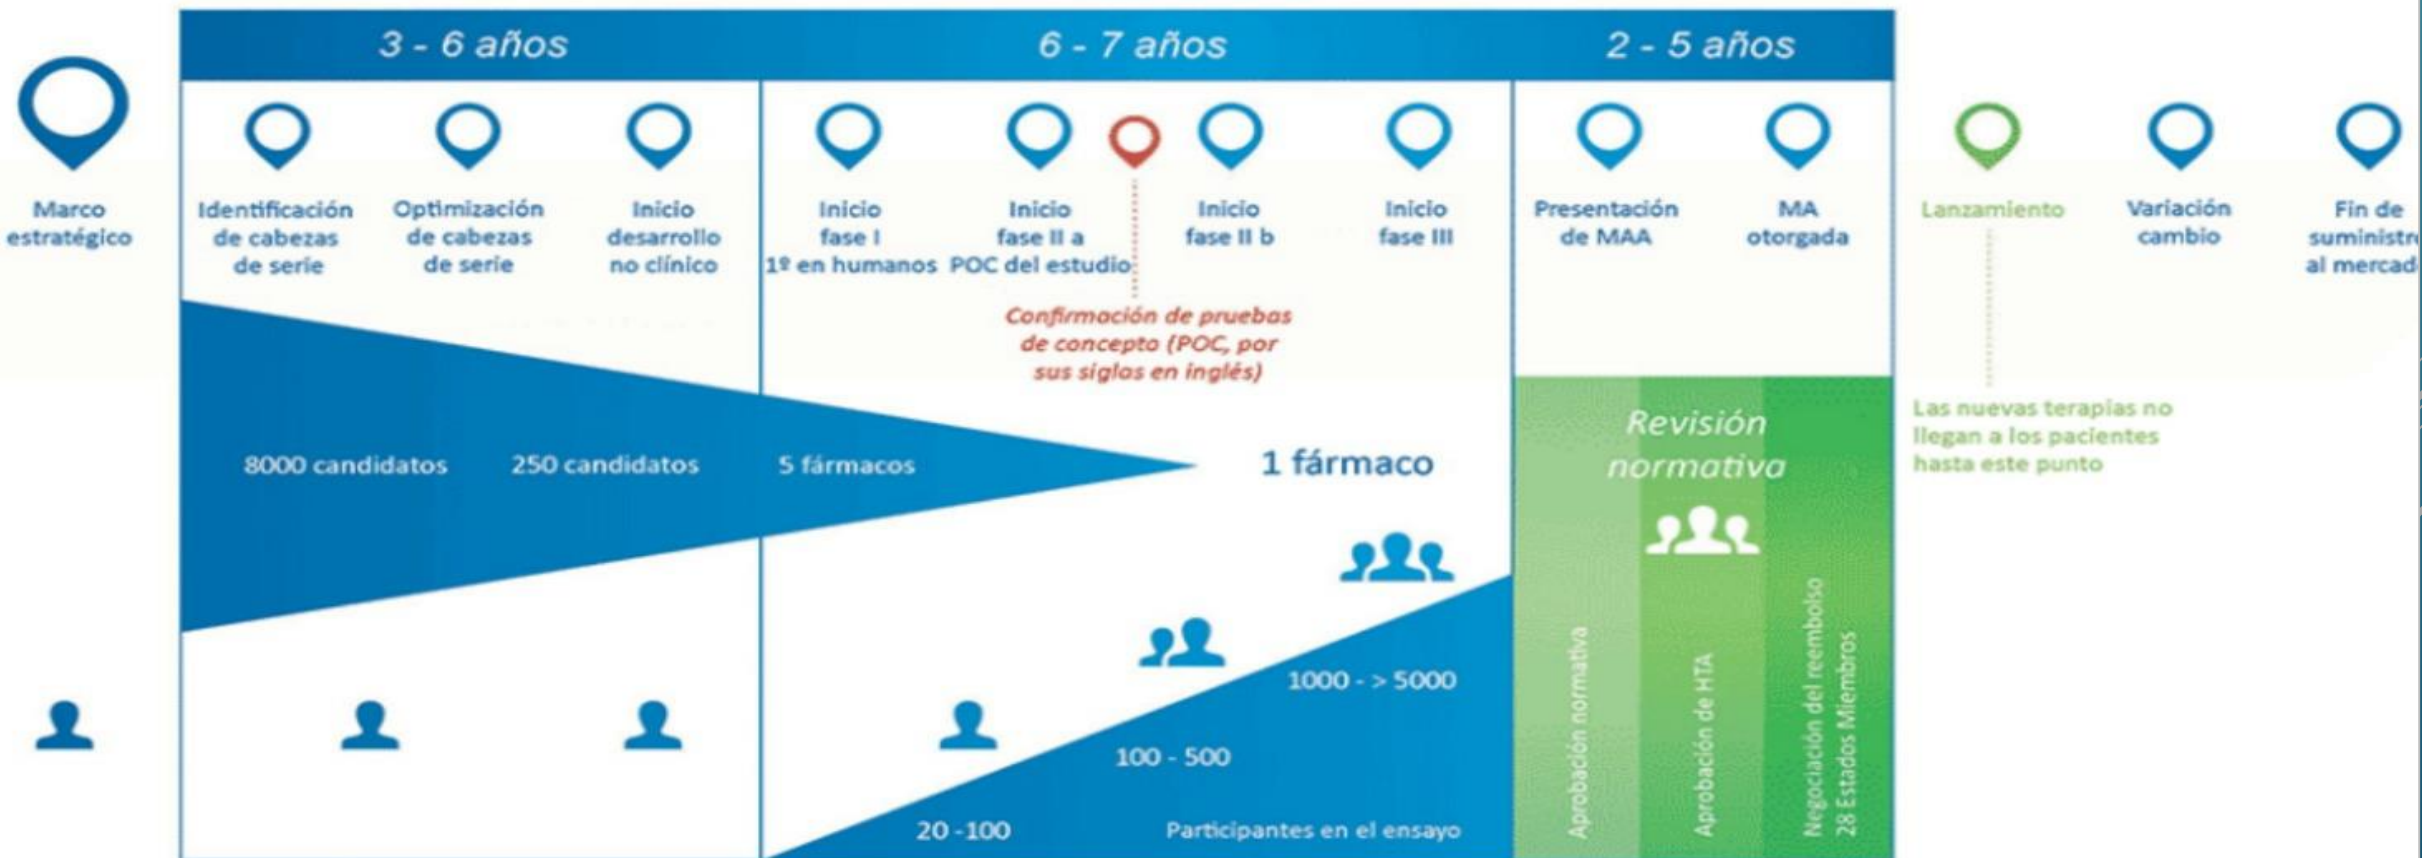 3 - 6 años
6 - 7 años
2 - 5 años
Marco
estratégico
Identificación
de cabezas
de serie
Optimización
de cabezas
de serie
Inicio
desarrollo
no clínico
Inicio
fase I
1º en humanos
Inicio
fase II a
POC del estudio
Inicio
fase II b
Inicio
fase III
Presentación
de MAA
MA
otorgada
Lanzamiento
Variación
cambio
Fin de
suministr
al mercad
Confirmación de pruebas
de concepto (POC, por
sus siglas en inglés)
8000 candidatos
250 candidatos
5 fármacos
1 fármaco
Revisión
normativa
Las nuevas terapias no
llegan a los pacientes
hasta este punto
Aprobación normativa
Aprobación de HTA
Negociación del reembolso
28 Estados Miembros
1000 - > 5000
100 - 500
20 -100
Participantes en el ensayo